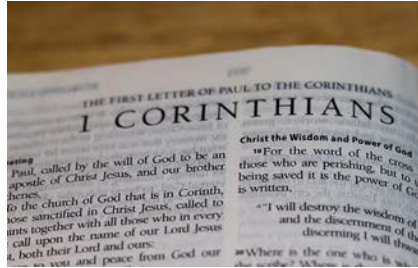 THE FIRST LETTER OF PAUL TO THE CORINTHIANS
1 CORINTHIANS
Paul, called by the will of God to be an
apostle of Christ Jesus, and our brother
To the church of God that is in Corinth,
those sanctified in Christ Jesus, called to
saints together with all those who in every
call upon the name of our Lord Jesus
both their Lord and ours:
to you and peace from God our
Christ the Wisdom and Power of God
18 For the word of the cross
those who are perishing, but to
being saved it is the power of
is written,
"I will destroy the wisdom of
and the discernment of the
discerning I will
20 Where is the one who is